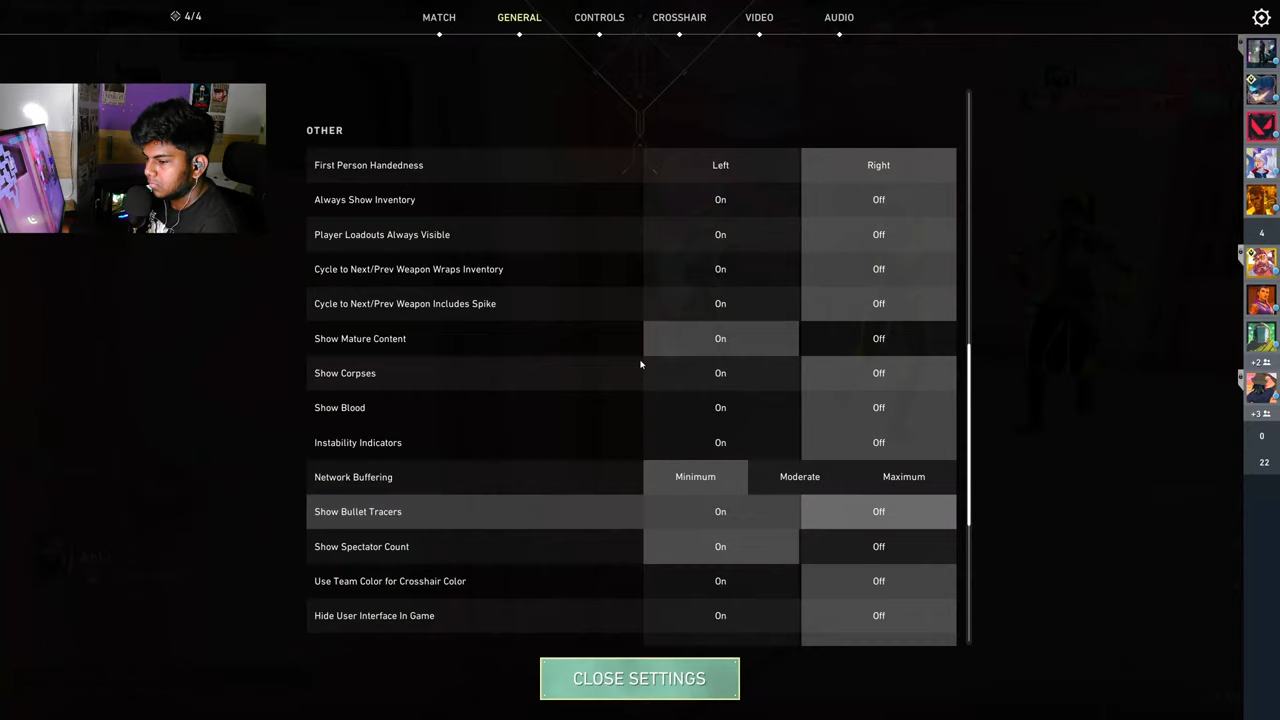 4/4
MATCH GENERAL CONTROLS CROSSHAIR VIDEO AUDIO
OTHER
First Person Handedness Left Right
Always Show Inventory On Off
Player Loadouts Always Visible On Off
Cycle to Next/Prev Weapon Wraps Inventory On Off
Cycle to Next/Prev Weapon Includes Spike On Off
Show Mature Content On Off
Show Corpses On Off
Show Blood On Off
Instability Indicators On Off
Network Buffering Minimum Moderate Maximum
Show Bullet Tracers On Off
Show Spectator Count On Off
Use Team Color for Crosshair Color On Off
Hide User Interface In Game On Off
CLOSE SETTINGS
4
+2
+3
0
22